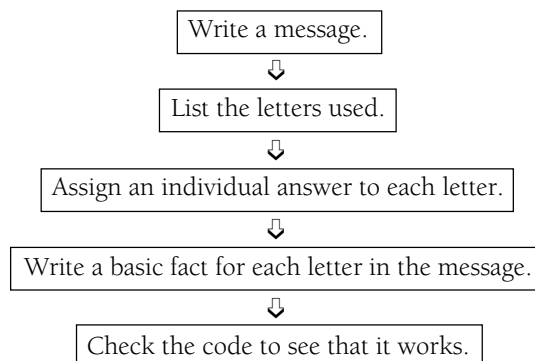 Write a message.
List the letters used.
Assign an individual answer to each letter.
Write a basic fact for each letter in the message.
Check the code to see that it works.